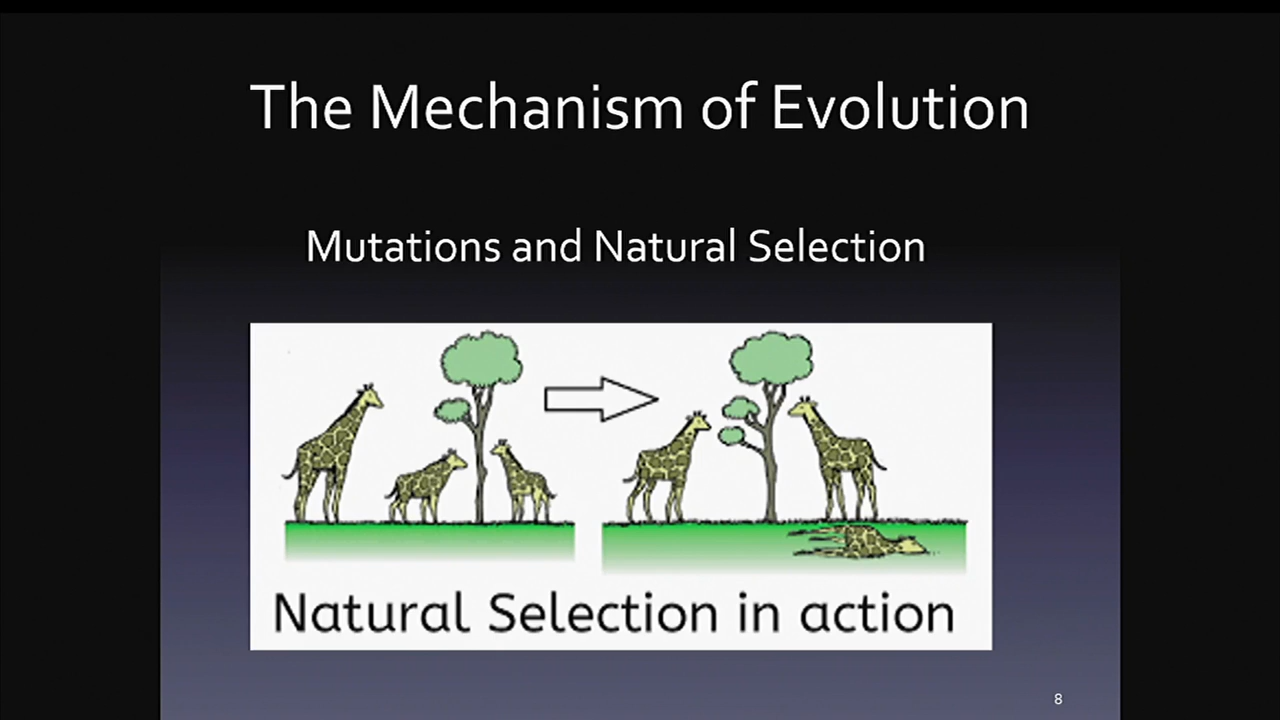 The Mechanism of Evolution
Mutations and Natural Selection
Natural Selection in action
8